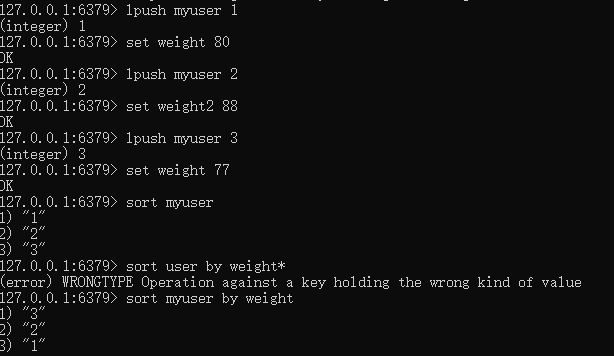 127.0.0.1:6379> lpush myuser 1
(integer) 1
127.0.0.1:6379> set weight 80
OK
127.0.0.1:6379> lpush myuser 2
(integer) 2
127.0.0.1:6379> set weight2 88
OK
127.0.0.1:6379> lpush myuser 3
(integer) 3
127.0.0.1:6379> set weight 77
OK
127.0.0.1:6379> sort myuser
1) "1"
2) "2"
3) "3"
127.0.0.1:6379> sort user by weight*
(error) WRONGTYPE Operation against a key holding the wrong kind of value
127.0.0.1:6379> sort myuser by weight
1) "3"
2) "2"
3) "1"